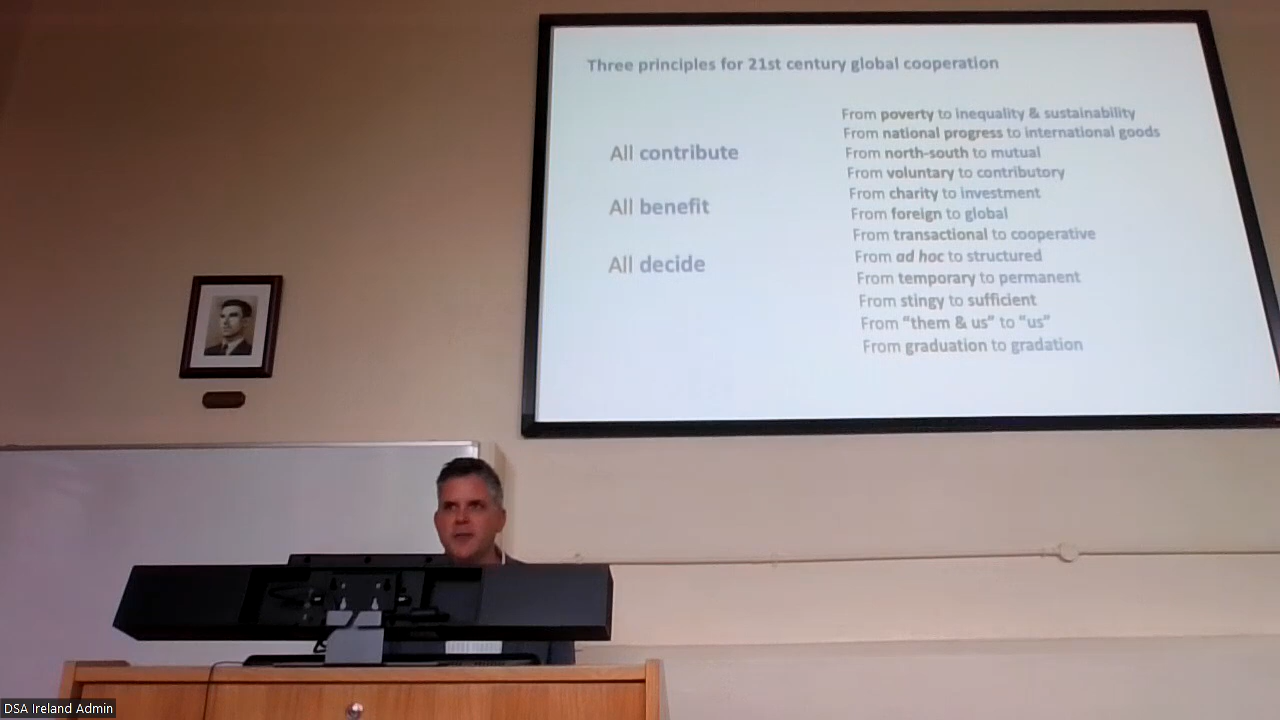 Three principles for 21st century global cooperation
All contribute
All benefit
All decide
From poverty to inequality & sustainability
From national progress to international goods
From north-south to mutual
From voluntary to contributory
From charity to investment
From foreign to global
From transactional to cooperative
From ad hoc to structured
From temporary to permanent
From stingy to sufficient
From “them & us” to “us”
From graduation to gradation
DSA Ireland Admin